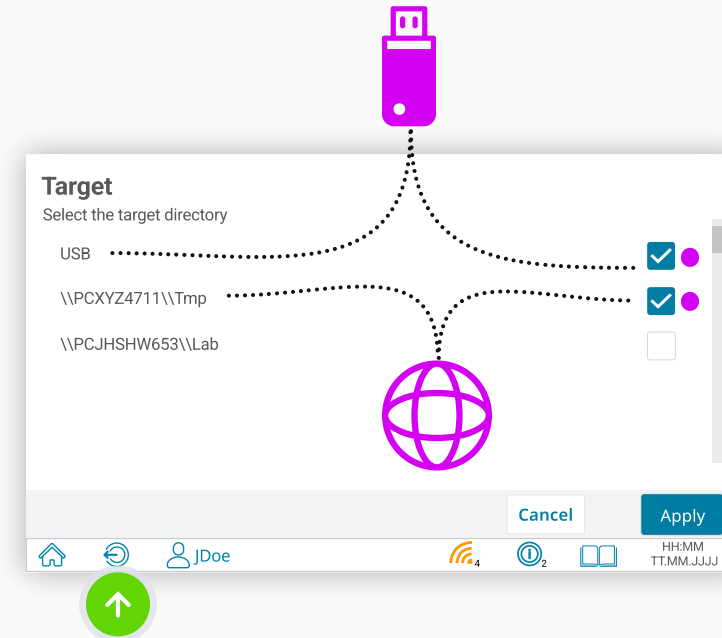 Target
Select the target directory
USB
\\PCXYZ4711\\Tmp
\\PCJHSHW653\\Lab
Cancel Apply
JDoe 4 2 HH:MM
TT.MM.JJJJ